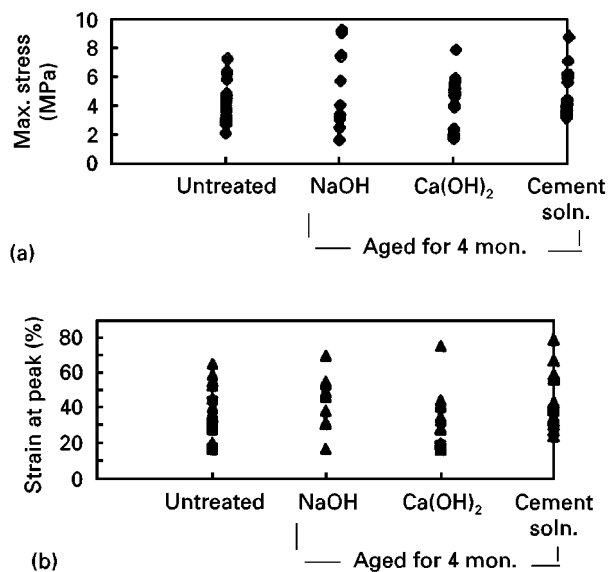 Max. stress
(MPa)
10
8
6
4
2
0
Untreated NaOH Ca(OH)₂ Cement
soln.
Aged for 4 mon.
(a)
Strain at peak (%)
80
60
40
20
0
Untreated NaOH Ca(OH)₂ Cement
soln.
Aged for 4 mon.
(b)